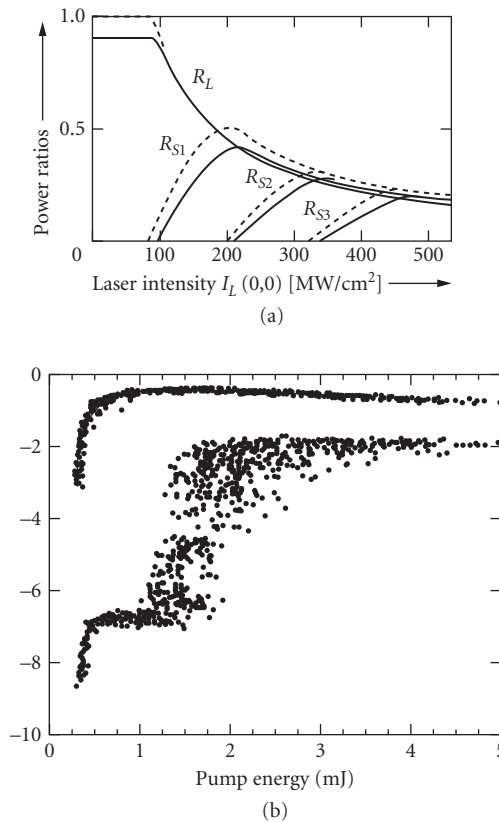 (a)
1.0
R_L
0.5
R_S1
R_S2
R_S3
Power ratios
0 100 200 300 400 500
Laser intensity I_L (0,0) [MW/cm²]
(a)
0
−2
−4
−6
−8
−10
0 1 2 3 4 5
Pump energy (mJ)
(b)